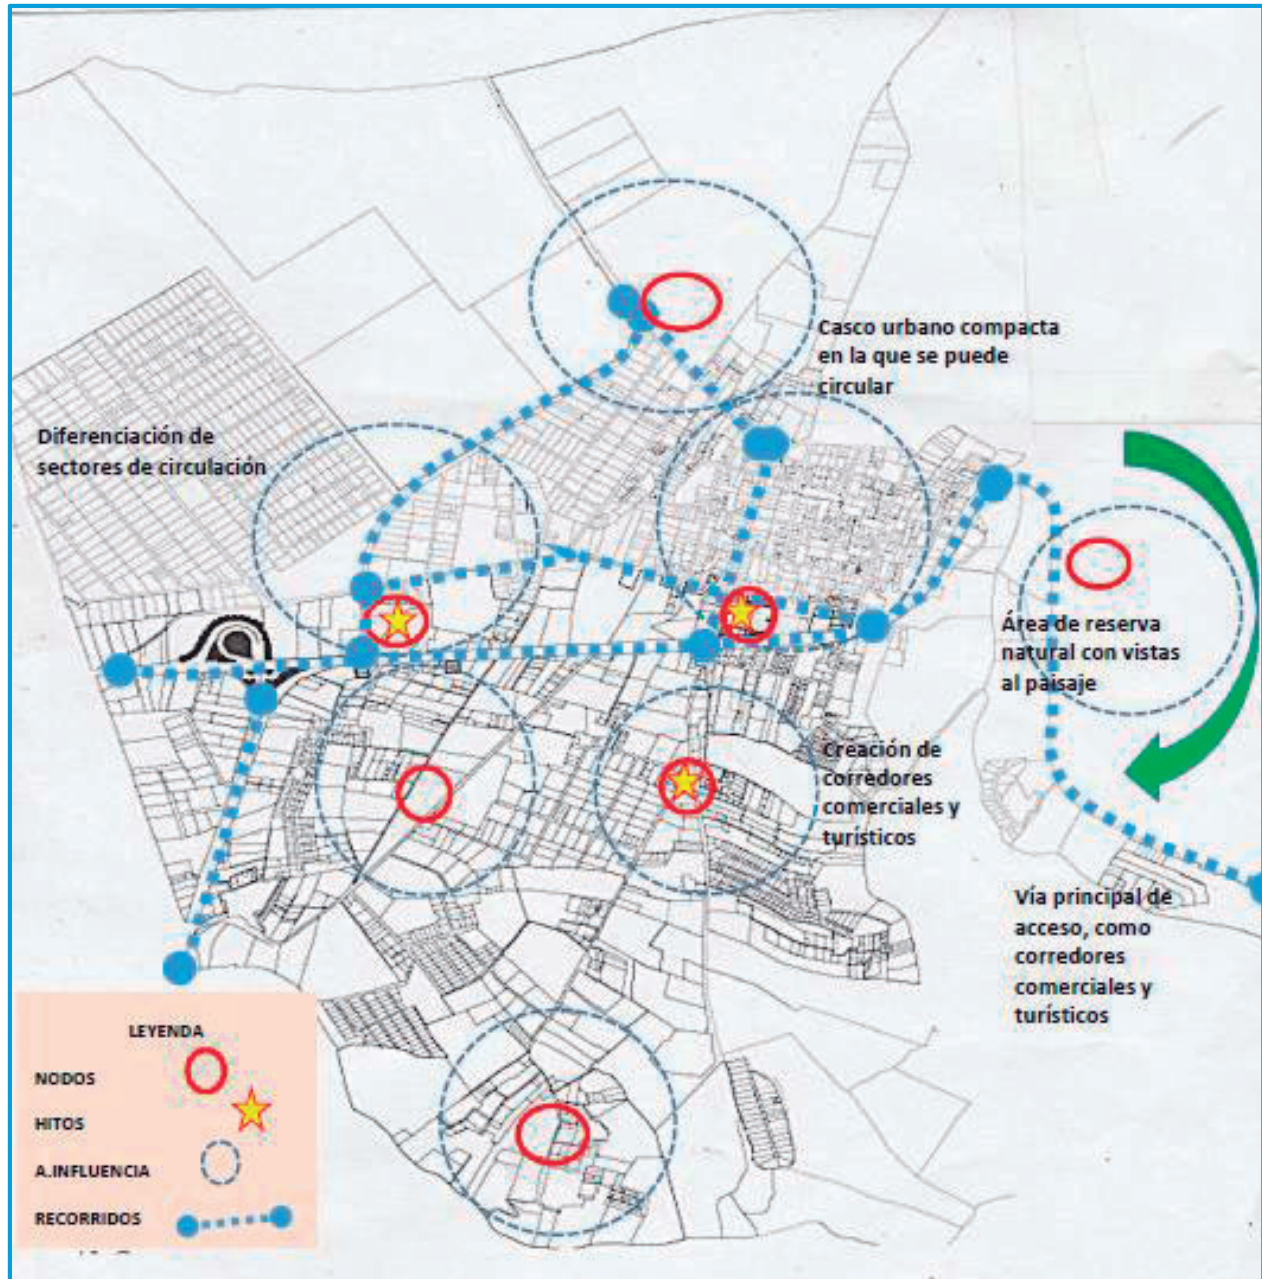 Casco urbano compacta
en la que se puede
circular
Diferenciación de
sectores de circulación
Área de reserva
natural con vistas
al paisaje
Creación de
corredores
comerciales y
turísticos
Vía principal de
acceso, como
corredores
comerciales y
turísticos
LEYENDA
NODOS
HITOS
A.INFLUENCIA
RECORRIDOS